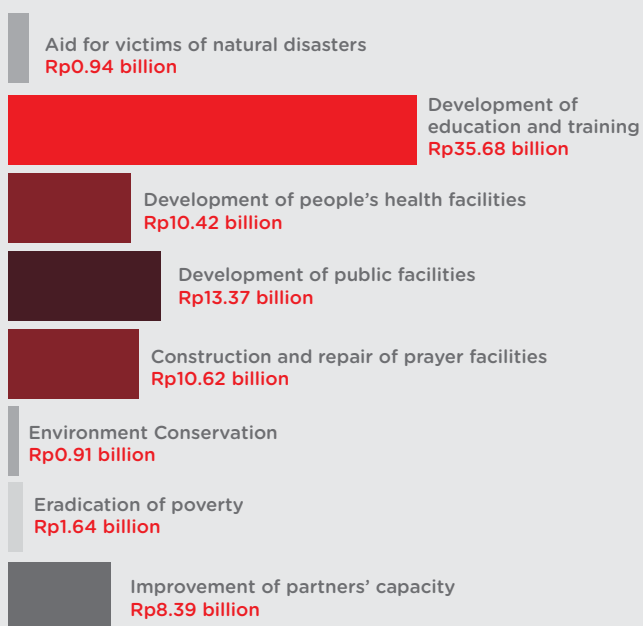 Aid for victims of natural disasters
Rp0.94 billion
Development of
education and training
Rp35.68 billion
Development of people's health facilities
Rp10.42 billion
Development of public facilities
Rp13.37 billion
Construction and repair of prayer facilities
Rp10.62 billion
Environment Conservation
Rp0.91 billion
Eradication of poverty
Rp1.64 billion
Improvement of partners' capacity
Rp8.39 billion